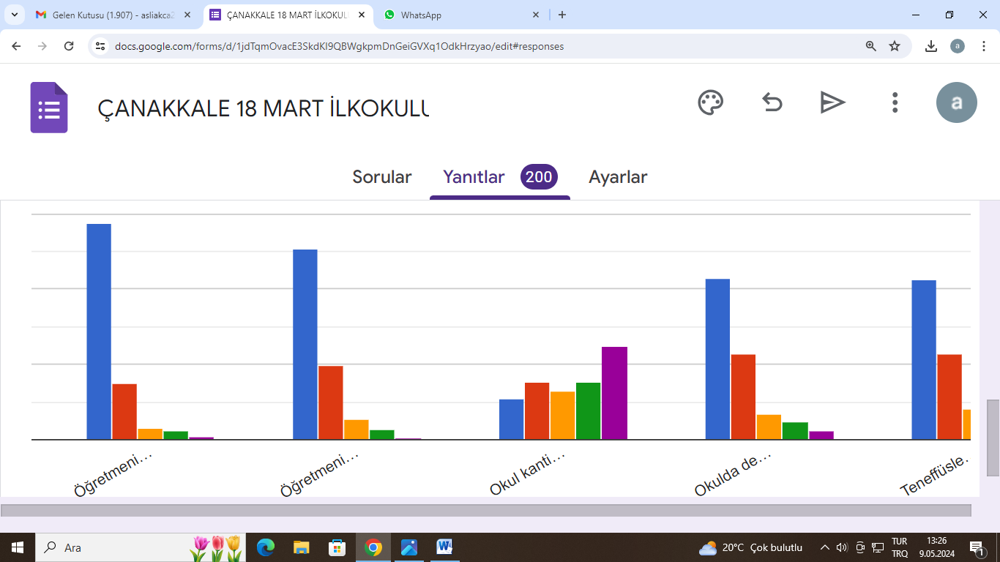 Gelen Kutusu (1.907) - asliakca2
ÇANAKKALE 18 MART İLKOKULU
WhatsApp
docs.google.com/forms/d/1jdTqmOvacE3SkdKI9QBWgkpmDnGeiGVXq1OdkHrzyao/edit#responses
a
ÇANAKKALE 18 MART İLKOKULU
a
Sorular
Yanıtlar 200
Ayarlar
Öğretmeni...
Öğretmeni...
Okul kanti...
Okulda de...
Teneffüsle.
Ara
20°C Çok bulutlu
TUR
TRQ
13:26
9.05.2024
1